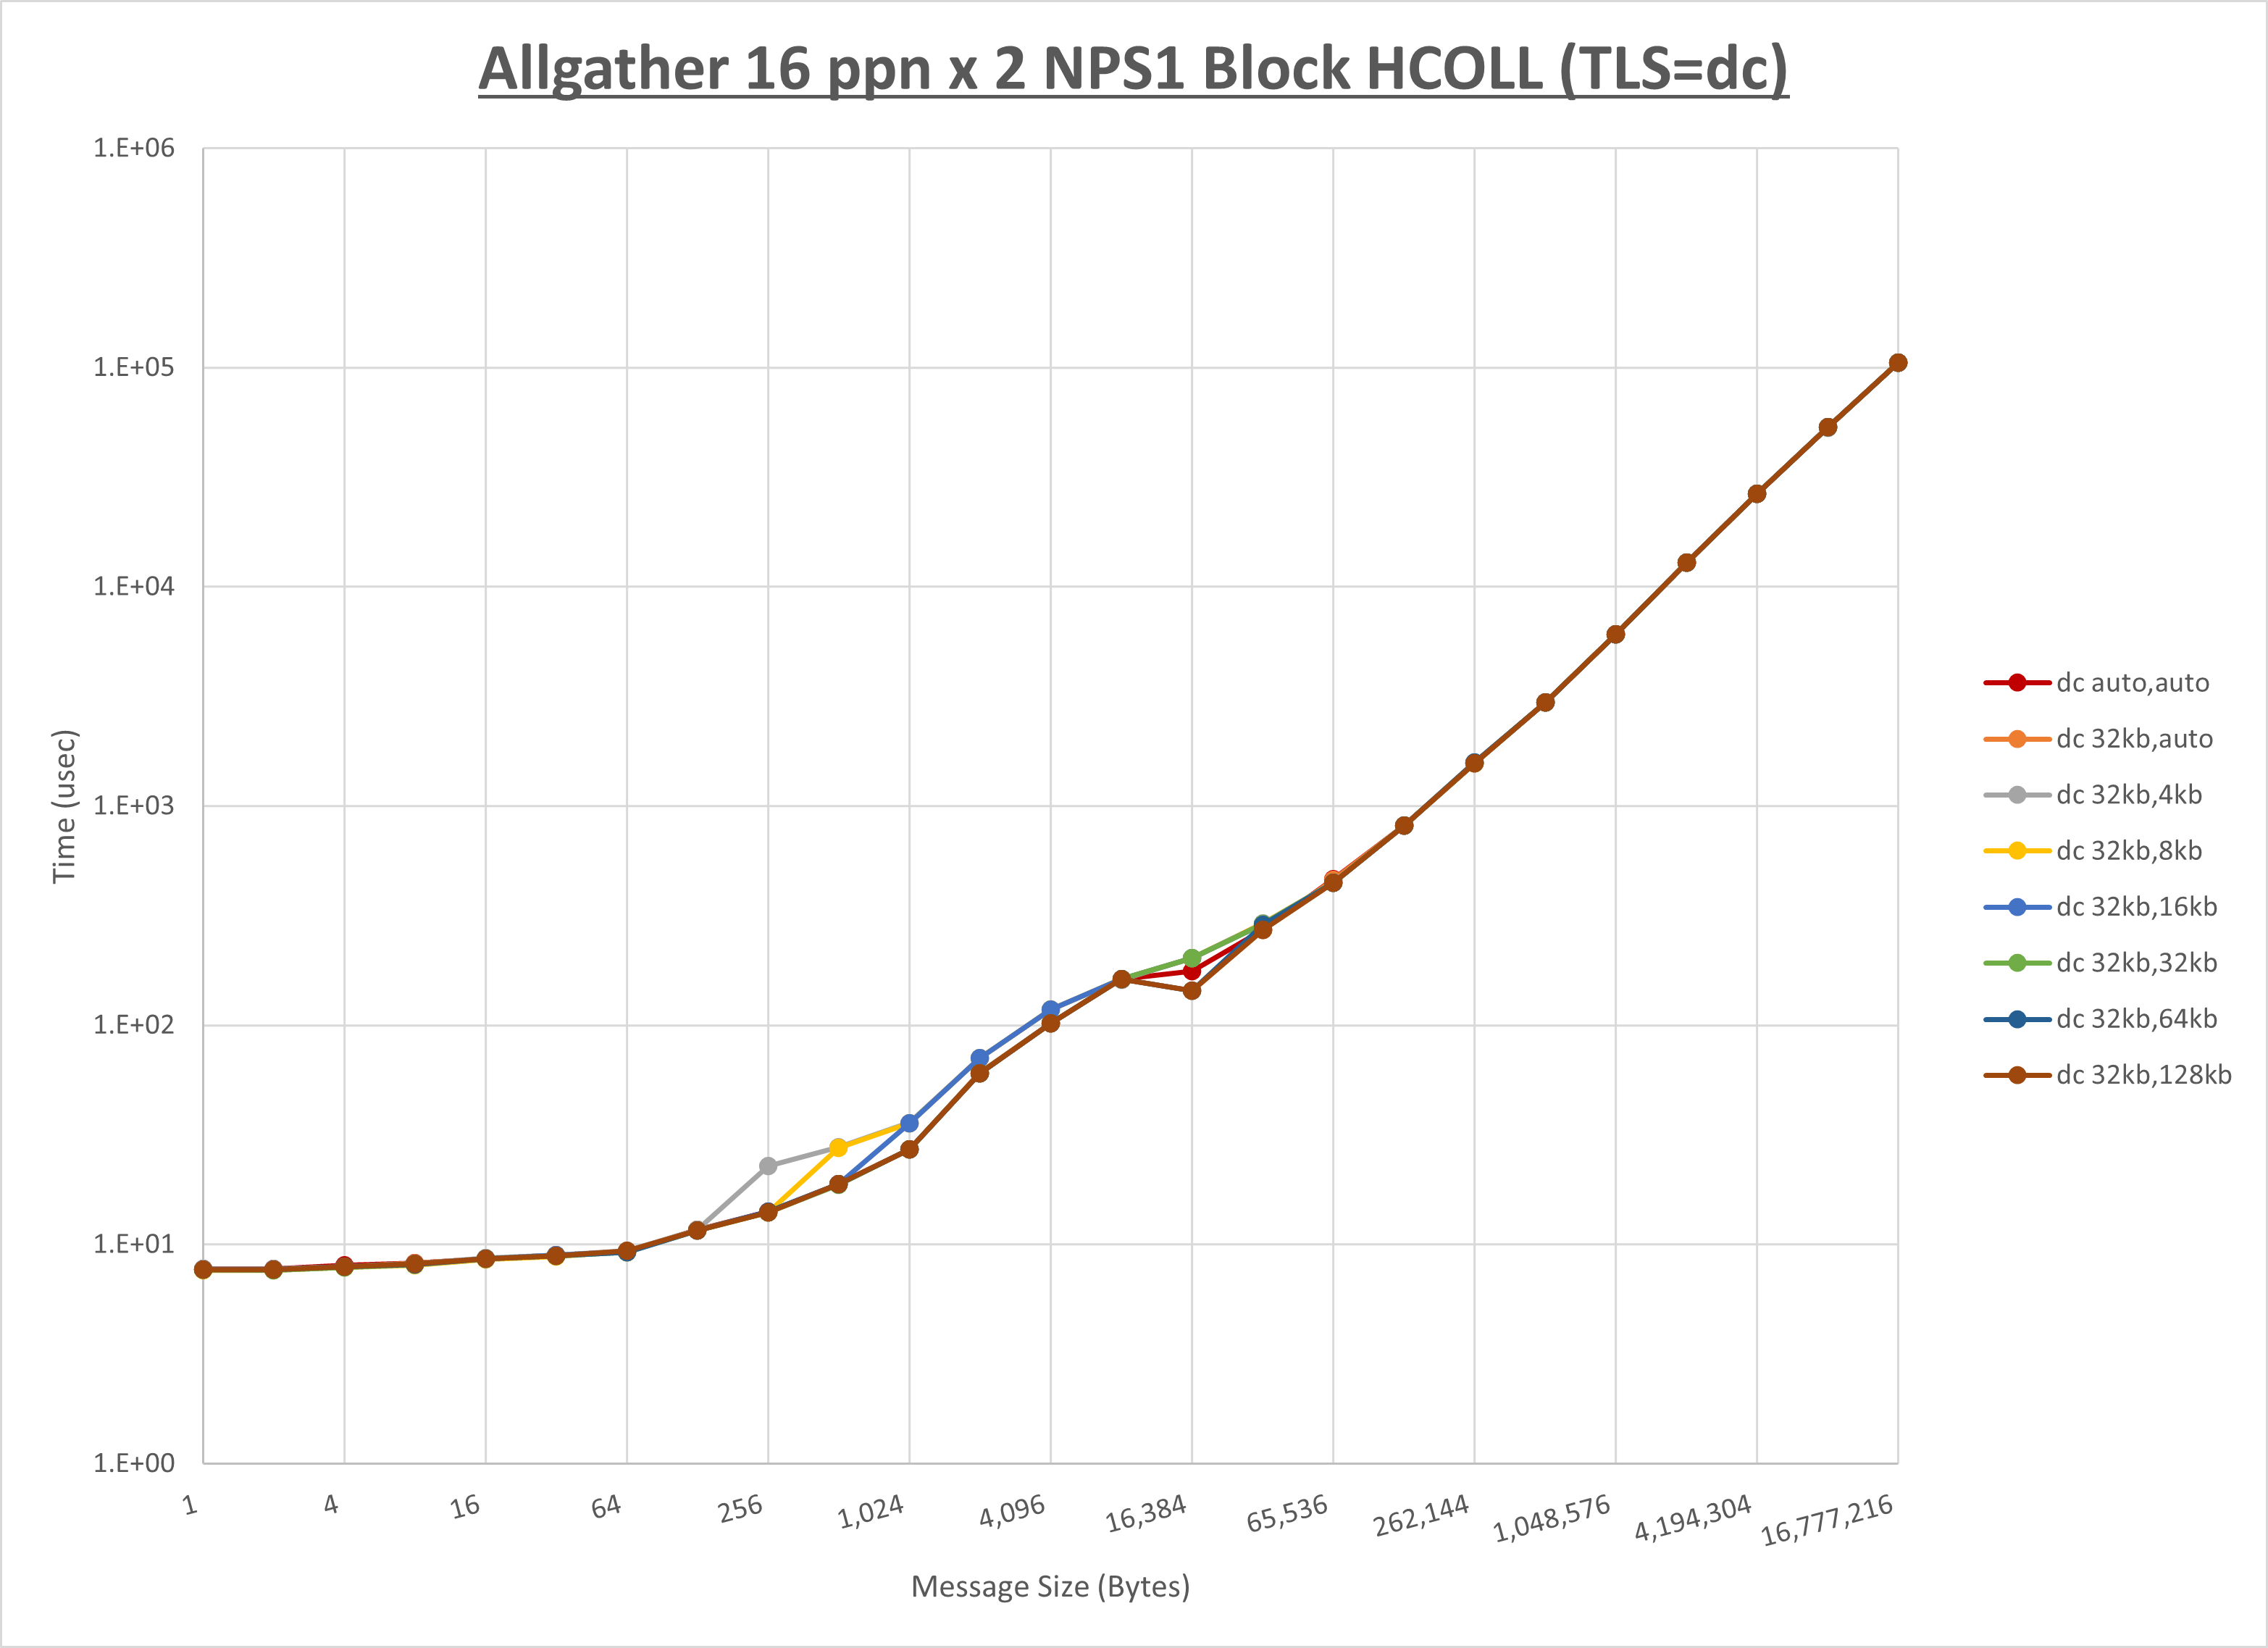 Allgather 16 ppn x 2 NPS1 Block HCOLL (TLS=dc)
1.E+06
1.E+05
1.E+04
1.E+03
1.E+02
1.E+01
1.E+00
Time (usec)
1
4
16
64
256
1,024
4,096
16,384
65,536
262,144
1,048,576
4,194,304
16,777,216
Message Size (Bytes)
dc auto,auto
dc 32kb,auto
dc 32kb,4kb
dc 32kb,8kb
dc 32kb,16kb
dc 32kb,32kb
dc 32kb,64kb
dc 32kb,128kb